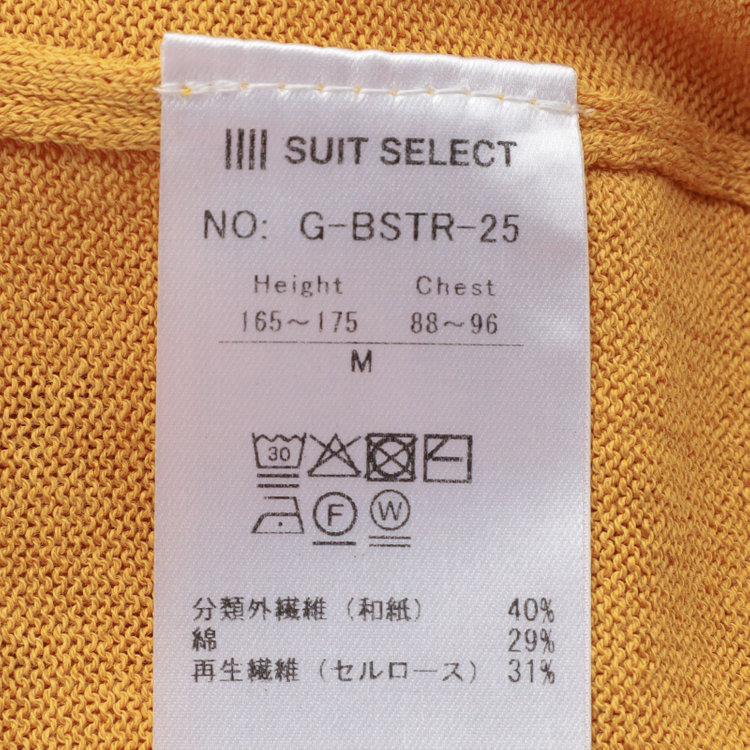 SUIT SELECT
NO: G-BSTR-25
Height Chest
165～175 88～96
M
30
F W
分類外繊維（和紙） 40%
綿 29%
再生繊維（セルロース） 31%